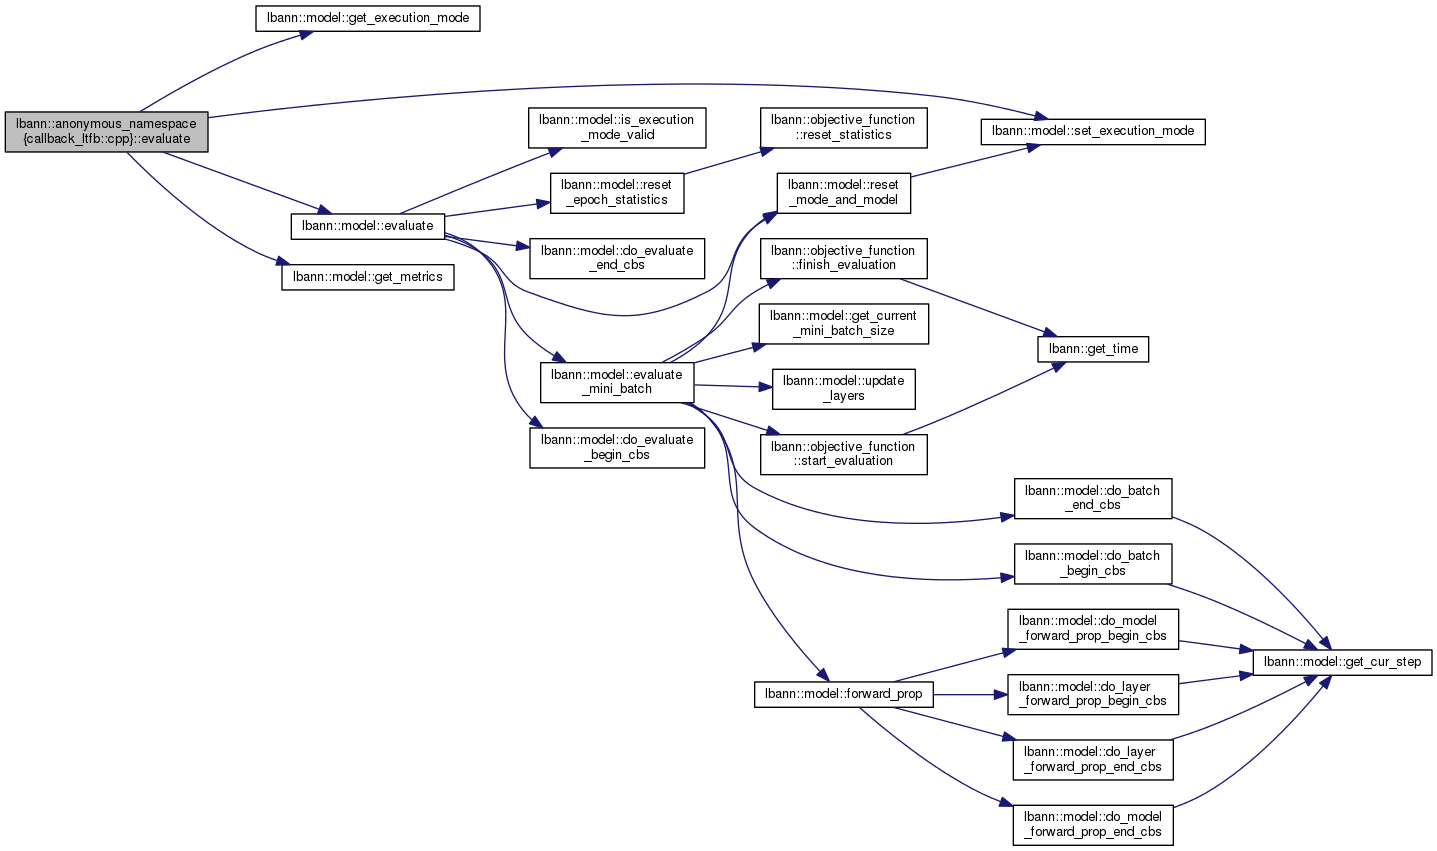 lbann::model::get_execution_mode
lbann::anonymous_namespace
{callback_ltfb::cpp}::evaluate
lbann::model::evaluate
lbann::model::get_metrics
lbann::model::is_execution
_mode_valid
lbann::model::reset
_epoch_statistics
lbann::model::do_evaluate
_end_cbs
lbann::model::evaluate
_mini_batch
lbann::model::do_evaluate
_begin_cbs
lbann::objective_function
::reset_statistics
lbann::model::reset
_mode_and_model
lbann::objective_function
::finish_evaluation
lbann::model::get_current
_mini_batch_size
lbann::model::update
_layers
lbann::objective_function
::start_evaluation
lbann::model::forward_prop
lbann::model::set_execution_mode
lbann::get_time
lbann::model::do_batch
_end_cbs
lbann::model::do_batch
_begin_cbs
lbann::model::do_model
_forward_prop_begin_cbs
lbann::model::do_layer
_forward_prop_begin_cbs
lbann::model::do_layer
_forward_prop_end_cbs
lbann::model::do_model
_forward_prop_end_cbs
lbann::model::get_cur_step